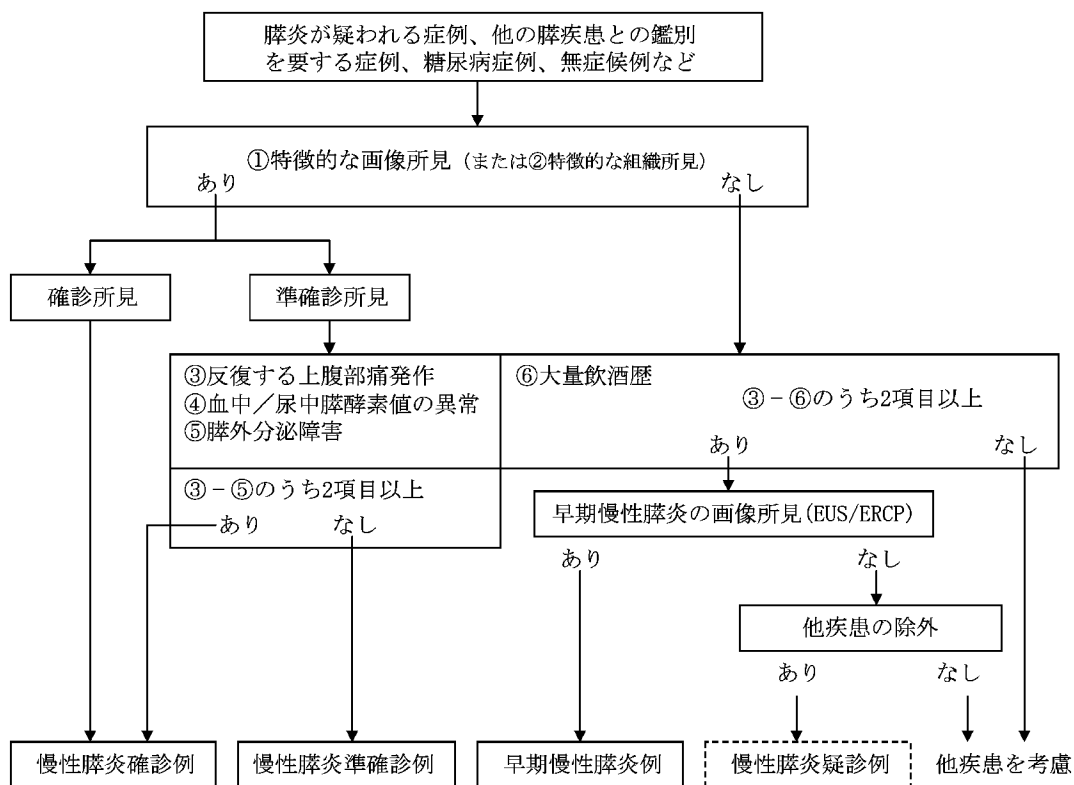 膵炎が疑われる症例、他の膵疾患との鑑別
を要する症例、糖尿病症例、無症候例など
①特徴的な画像所見（または②特徴的な組織所見）
あり
なし
確診所見
準確診所見
③反復する上腹部痛発作
④血中／尿中膵酵素値の異常
⑤膵外分泌障害
⑥大量飲酒歴
③－⑥のうち2項目以上
あり
なし
③－⑤のうち2項目以上
あり
なし
早期慢性膵炎の画像所見(EUS/ERCP)
あり
なし
他疾患の除外
あり
なし
慢性膵炎確診例
慢性膵炎準確診例
早期慢性膵炎例
慢性膵炎疑診例
他疾患を考慮